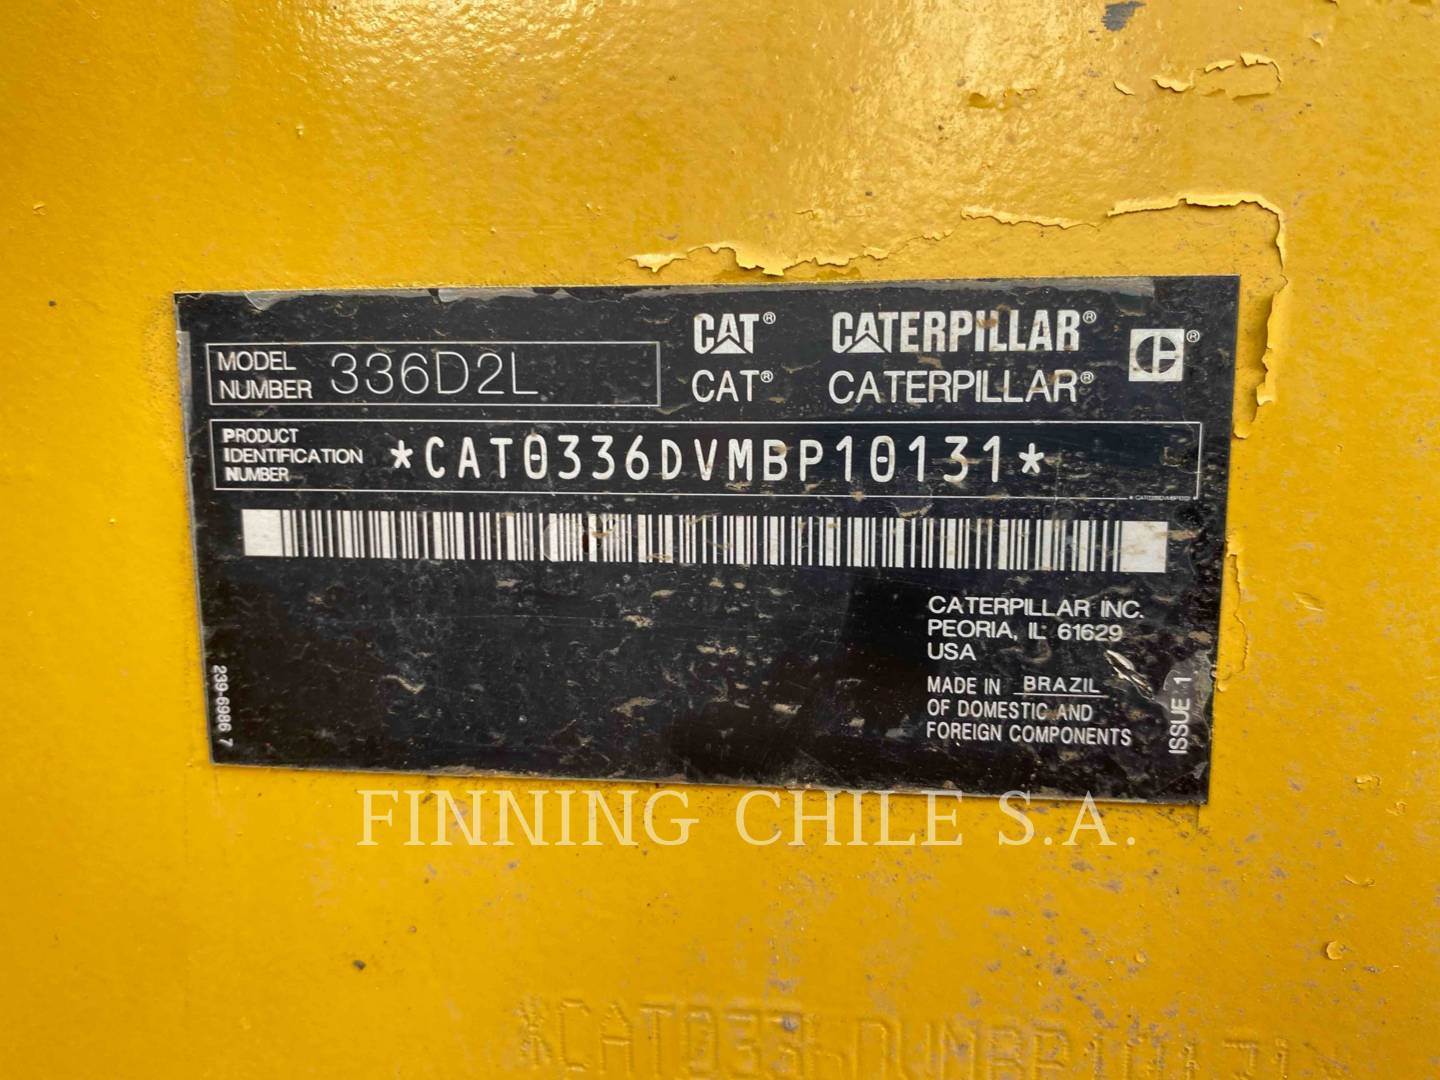 MODEL NUMBER 336D2L
CAT® CATERPILLAR® ®
CAT® CATERPILLAR®
PRODUCT
IDENTIFICATION
NUMBER
*CAT0336DVMBP10131*
CATERPILLAR INC.
PEORIA, IL 61629
USA
MADE IN BRAZIL
OF DOMESTIC AND
FOREIGN COMPONENTS
ISSUE 1
239-6986 7
FINNING CHILE S.A.